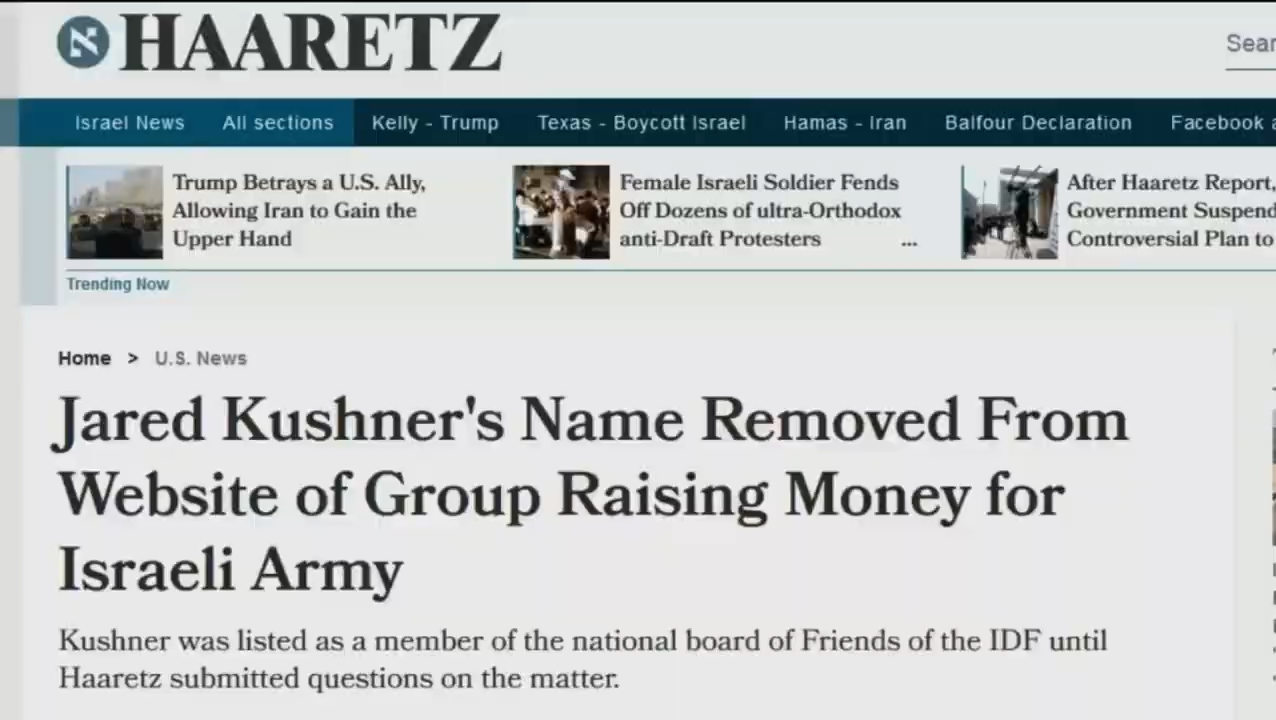 HAARETZ
Sear
Israel News All sections Kelly - Trump Texas - Boycott Israel Hamas - Iran Balfour Declaration Facebook
Trump Betrays a U.S. Ally,
Allowing Iran to Gain the
Upper Hand
Female Israeli Soldier Fends
Off Dozens of ultra-Orthodox
anti-Draft Protesters ...
After Haaretz Report,
Government Suspend
Controversial Plan to
Trending Now
Home > U.S. News
Jared Kushner's Name Removed From
Website of Group Raising Money for
Israeli Army
Kushner was listed as a member of the national board of Friends of the IDF until
Haaretz submitted questions on the matter.